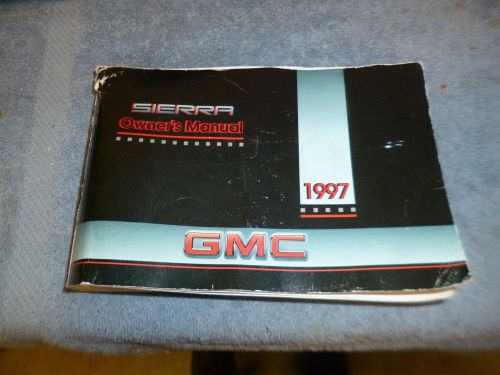 SIERRA
Owner's Manual
1997
GMC